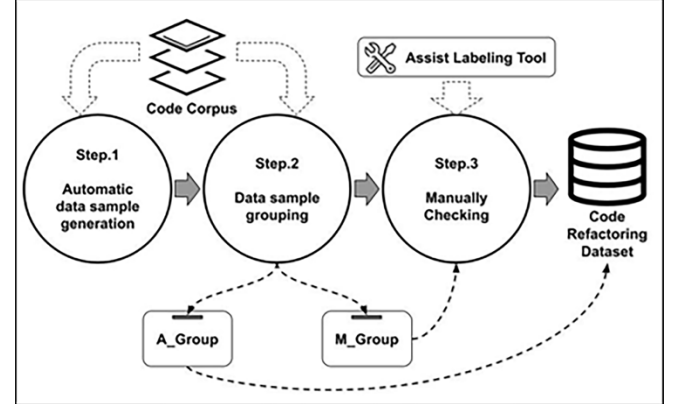 Code Corpus
Assist Labeling Tool
Step.1
Automatic
data sample
generation
Step.2
Data sample
grouping
Step.3
Manually
Checking
Code
Refactoring
Dataset
A_Group
M_Group